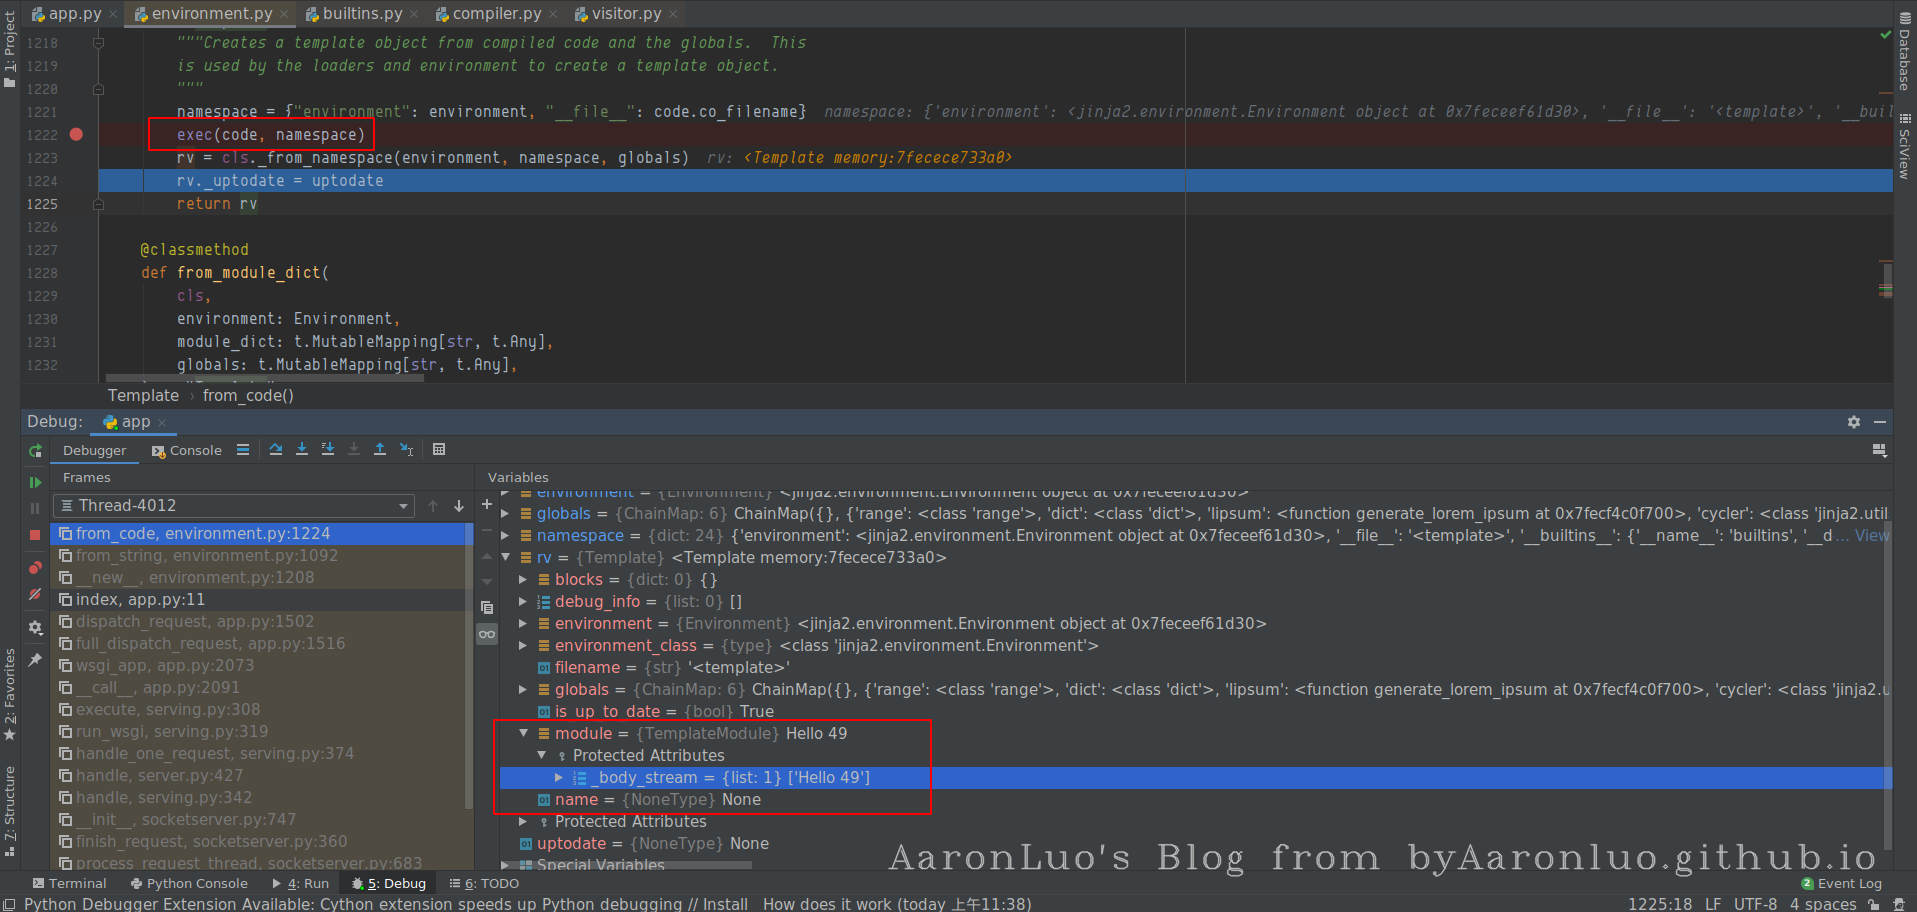 app.py
environment.py
builtins.py
compiler.py
visitor.py
1: Project
Database
SciView
1218 """Creates a template object from compiled code and the globals.  This
1219 is used by the loaders and environment to create a template object.
1220 """
1221 namespace = {"environment": environment, "__file__": code.co_filename}  namespace: {'environment': <jinja2.environment.Environment object at 0x7feceef61d30>, '__file__': '<template>', '__buil
1222 exec(code, namespace)
1223 rv = cls._from_namespace(environment, namespace, globals)  rv: <Template memory:7fecece733a0>
1224 rv._uptodate = uptodate
1225 return rv
1226
1227 @classmethod
1228 def from_module_dict(
1229 cls,
1230 environment: Environment,
1231 module_dict: t.MutableMapping[str, t.Any],
1232 globals: t.MutableMapping[str, t.Any],
Template › from_code()
Debug: app
Debugger
Console
Frames
Variables
Thread-4012
from_code, environment.py:1224
from_string, environment.py:1092
__new__, environment.py:1208
index, app.py:11
dispatch_request, app.py:1502
full_dispatch_request, app.py:1516
wsgi_app, app.py:2073
__call__, app.py:2091
execute, serving.py:308
run_wsgi, serving.py:319
handle_one_request, serving.py:374
handle, server.py:427
handle, serving.py:342
__init__, socketserver.py:747
finish_request, socketserver.py:360
process_request_thread, socketserver.py:683
environment = {Environment} <jinja2.environment.Environment object at 0x7feceef61d30>
globals = {ChainMap: 6} ChainMap({}, {'range': <class 'range'>, 'dict': <class 'dict'>, 'lipsum': <function generate_lorem_ipsum at 0x7fecf4c0f700>, 'cycler': <class 'jinja2.util
namespace = {dict: 24} {'environment': <jinja2.environment.Environment object at 0x7feceef61d30>, '__file__': '<template>', '__builtins__': {'__name__': 'builtins', '__d... View
rv = {Template} <Template memory:7fecece733a0>
blocks = {dict: 0} {}
debug_info = {list: 0} []
environment = {Environment} <jinja2.environment.Environment object at 0x7feceef61d30>
environment_class = {type} <class 'jinja2.environment.Environment'>
filename = {str} '<template>'
globals = {ChainMap: 6} ChainMap({}, {'range': <class 'range'>, 'dict': <class 'dict'>, 'lipsum': <function generate_lorem_ipsum at 0x7fecf4c0f700>, 'cycler': <class 'jinja2.u
is_up_to_date = {bool} True
module = {TemplateModule} Hello 49
Protected Attributes
_body_stream = {list: 1} ['Hello 49']
name = {NoneType} None
Protected Attributes
uptodate = {NoneType} None
Special Variables
AaronLuo's Blog from byAaronluo.github.io
2: Favorites
7: Structure
Terminal
Python Console
4: Run
5: Debug
6: TODO
2 Event Log
Python Debugger Extension Available: Cython extension speeds up Python debugging // Install   How does it work (today 上午11:38)
1225:18 LF UTF-8 4 spaces